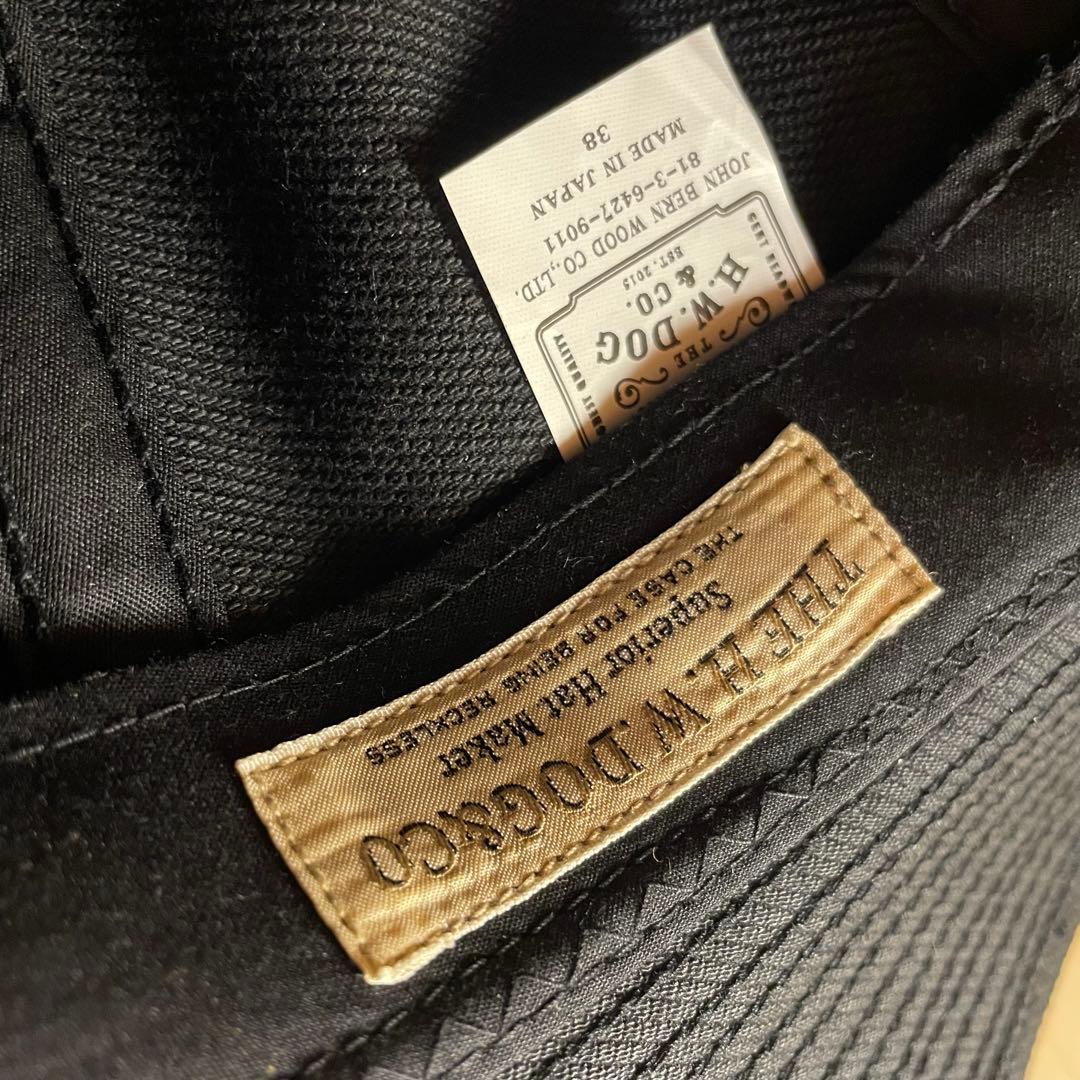 THE H.W.DOG&CO
Superior Hat Maker
THE CASE FOR BEING RECKLESS
THE
H.W.DOG
& CO.
EST. 2015
QUALITY
JOHN BERN WOOD CO.,LTD.
81-3-6427-9011
MADE IN JAPAN
38